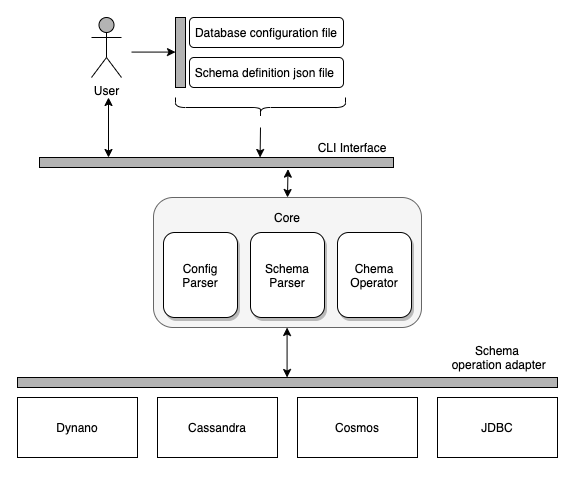 Database configuration file
Schema definition json file
User
CLI Interface
Core
Config
Parser
Schema
Parser
Chema
Operator
Schema
operation adapter
Dynano
Cassandra
Cosmos
JDBC